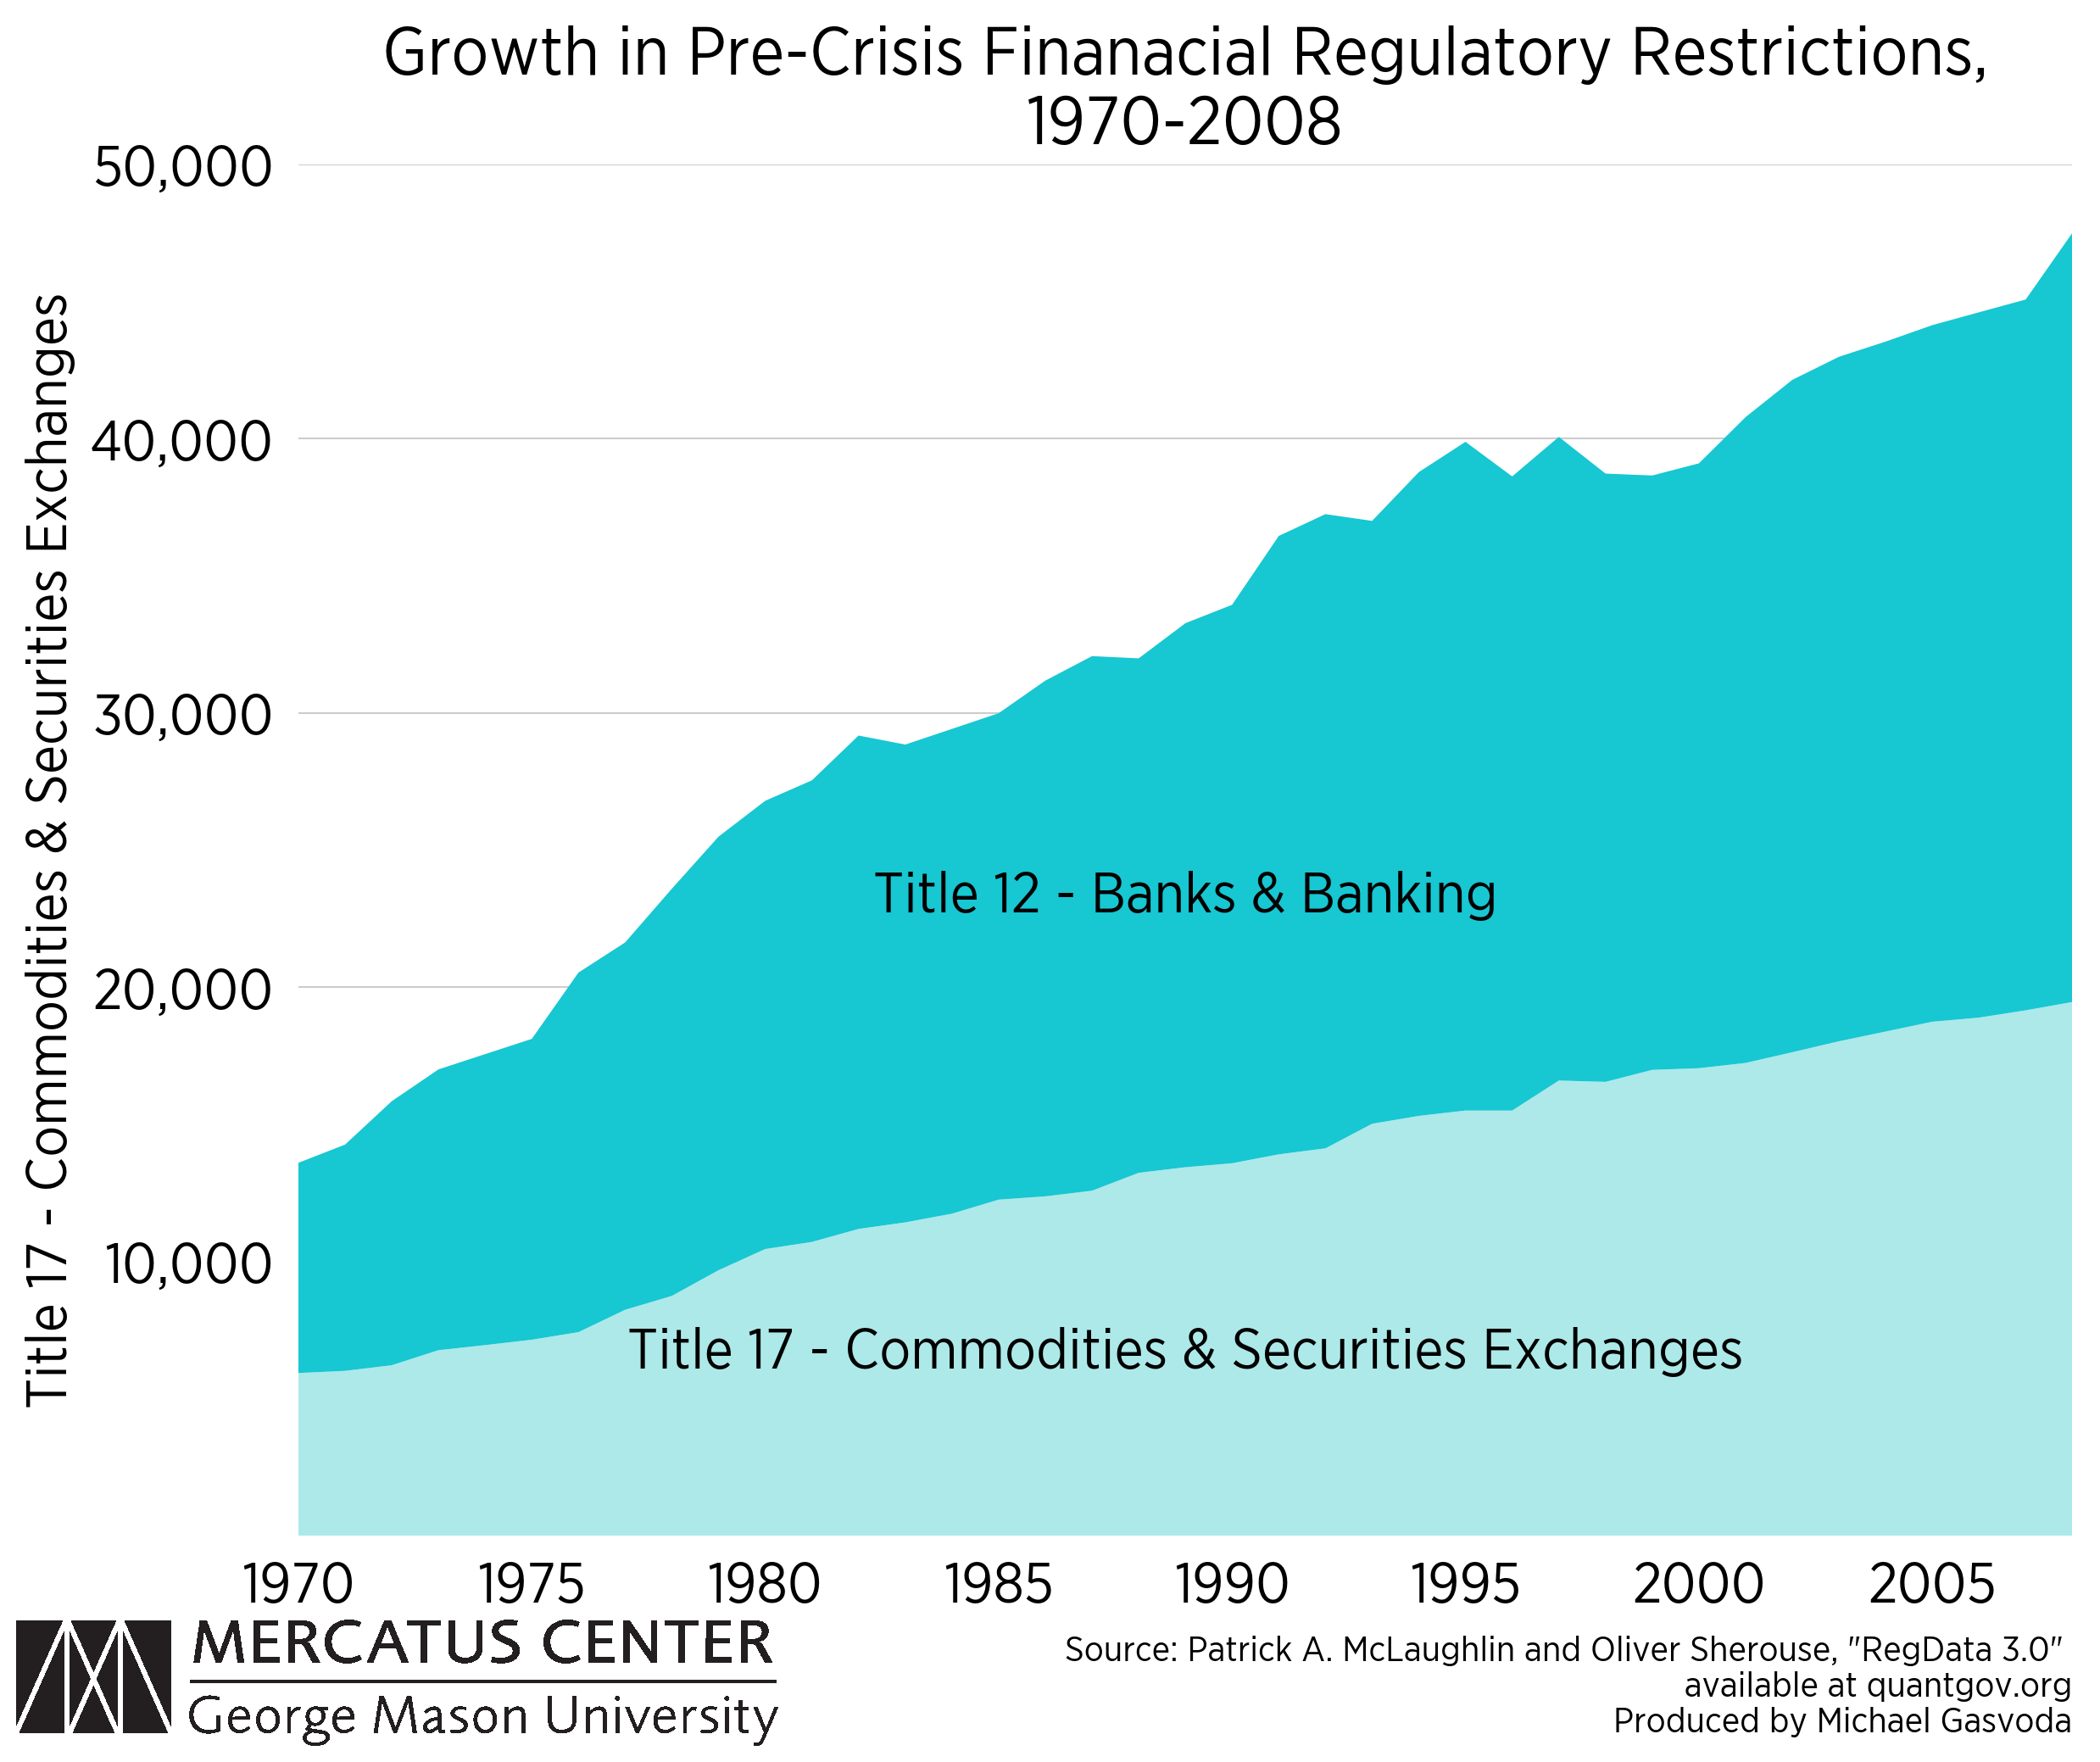 Growth in Pre-Crisis Finanacial Regulatory Restrictions,
1970-2008
Title 17 - Commodities & Securities Exchanges
50,000
40,000
30,000
20,000
10,000
Title 12 - Banks & Banking
Title 17 - Commodities & Securities Exchanges
1970 1975 1980 1985 1990 1995 2000 2005
MERCATUS CENTER
George Mason University
Source: Patrick A. McLaughlin and Oliver Sherouse, "RegData 3.0"
available at quantgov.org
Produced by Michael Gasvoda